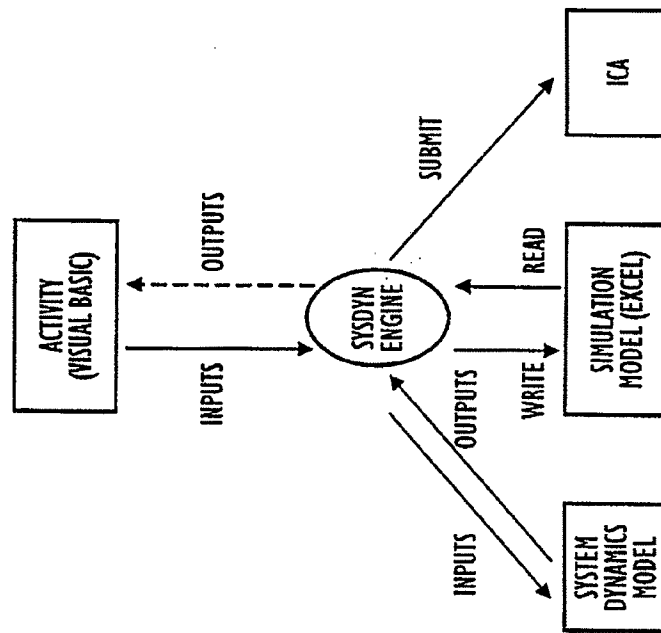 ACTIVITY
(VISUAL BASIC)
INPUTS
OUTPUTS
SYSDYN
ENGINE
INPUTS
OUTPUTS
WRITE
READ
SUBMIT
SYSTEM
DYNAMICS
MODEL
SIMULATION
MODEL (EXCEL)
ICA